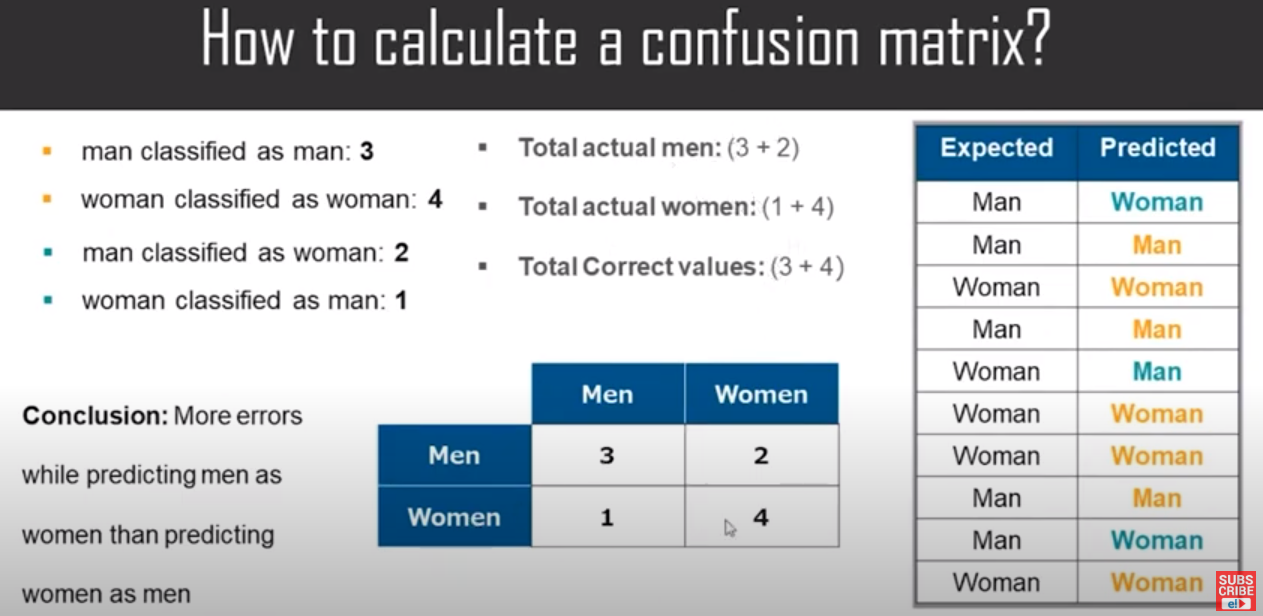 How to calculate a confusion matrix?
man classified as man: 3
woman classified as woman: 4
man classified as woman: 2
woman classified as man: 1
Total actual men: (3 + 2)
Total actual women: (1 + 4)
Total Correct values: (3 + 4)
Conclusion: More errors
while predicting men as
women than predicting
women as men
Men Women
Men 3 2
Women 1 4
Expected Predicted
Man Woman
Man Man
Woman Woman
Man Man
Woman Man
Woman Woman
Woman Woman
Man Man
Man Woman
Woman Woman
SUBS
CRIBE
e!